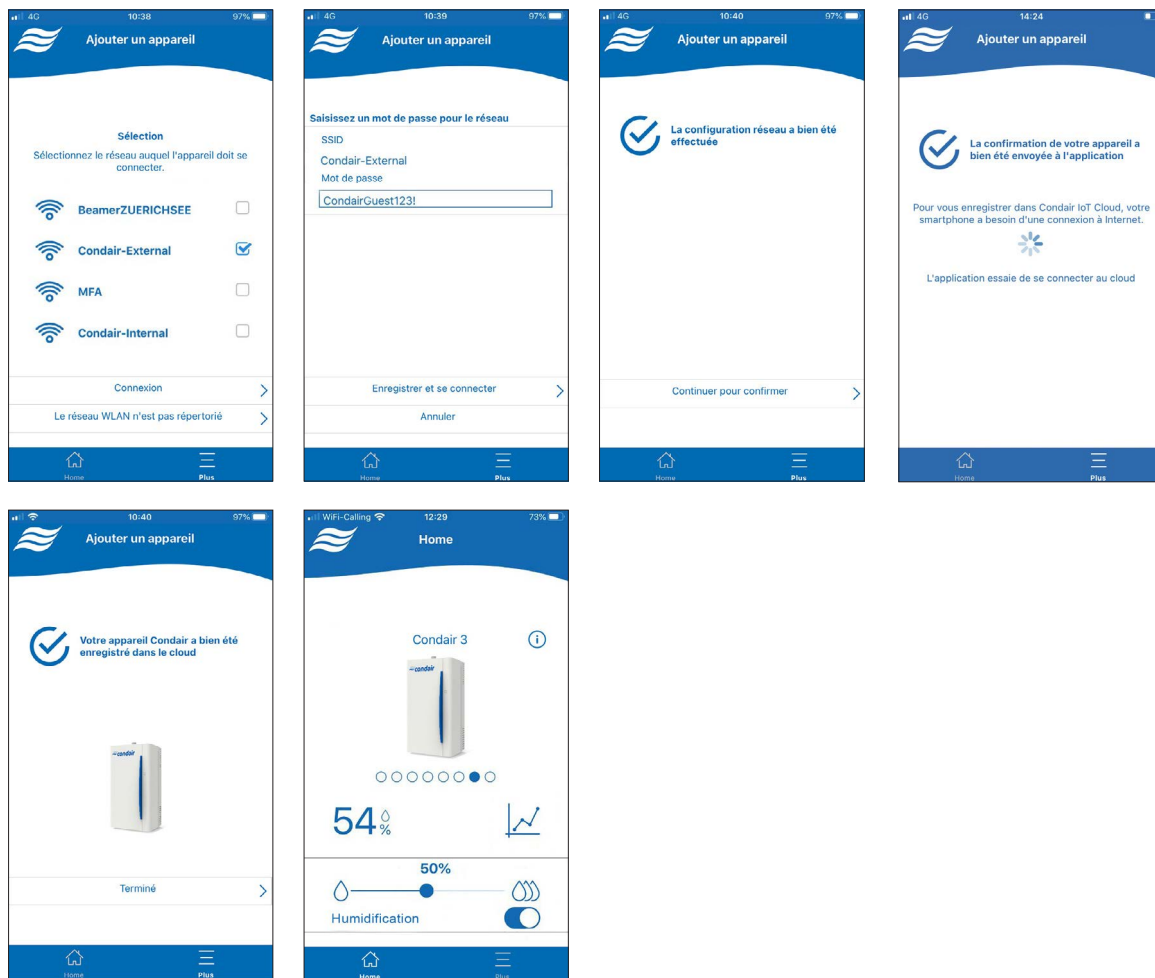 4G 10:38 97%
Ajouter un appareil
Sélection
Sélectionnez le réseau auquel l'appareil doit se
connecter.
BeamerZUERICHSEE
Condair-External
MFA
Condair-Internal
Connexion
Le réseau WLAN n'est pas répertorié
Home Plus
4G 10:39 97%
Ajouter un appareil
Saisissez un mot de passe pour le réseau
SSID
Condair-External
Mot de passe
CondairGuest123!
Enregistrer et se connecter
Annuler
Home Plus
4G 10:40 97%
Ajouter un appareil
La configuration réseau a bien été
effectuée
Continuer pour confirmer
Home Plus
4G 14:24
Ajouter un appareil
La confirmation de votre appareil a
bien été envoyée à l'application
Pour vous enregistrer dans Condair IoT Cloud, votre
smartphone a besoin d'une connexion à Internet.
L'application essaie de se connecter au cloud
Home Plus
10:40 97%
Ajouter un appareil
Votre appareil Condair a bien été
enregistré dans le cloud
condair
Terminé
Home Plus
WiFi-Calling 12:29 73%
Home
Condair 3
condair
54 %
50%
Humidification
Home Plus